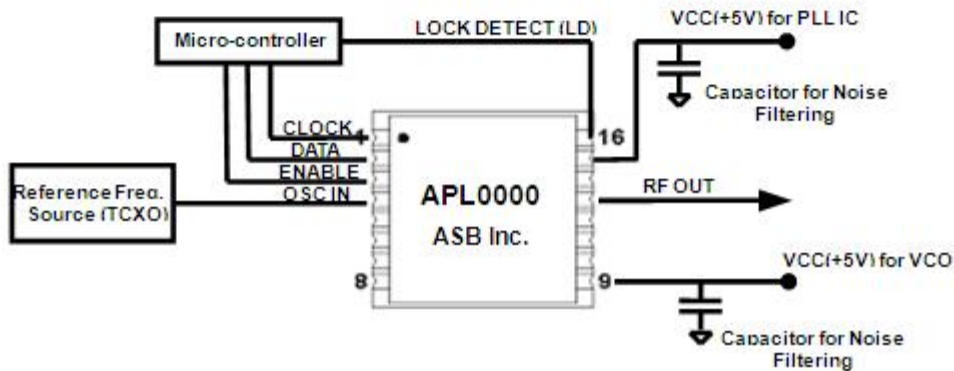 Micro-controller
LOCK DETECT (LD)
VCC(+5V) for PLL IC
Capacitor for Noise
Filtering
CLOCK
1
16
DATA
ENABLE
OSC IN
Reference Freq.
Source (TCXO)
APL0000
ASB Inc.
RF OUT
8
9
VCC(+5V) for VCO
Capacitor for Noise
Filtering